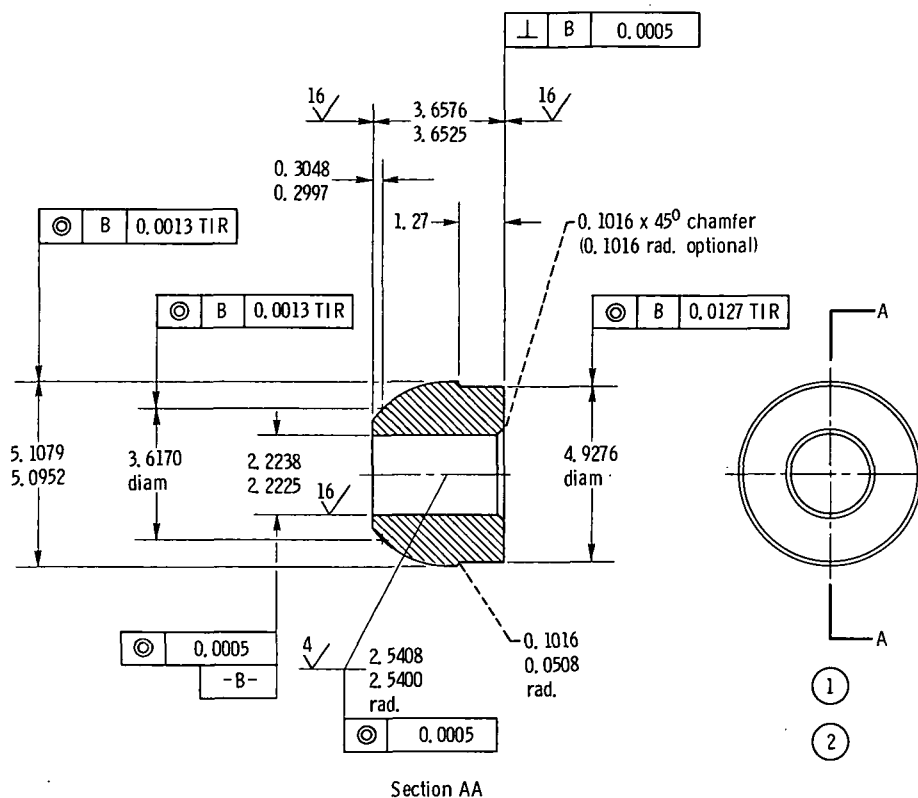 ⊥ B 0.0005
16
3.6576
3.6525
16
0.3048
0.2997
◎ B 0.0013 TIR
1.27
0.1016 x 45⁰ chamfer
(0.1016 rad. optional)
◎ B 0.0013 TIR
◎ B 0.0127 TIR
A
5.1079
5.0952
3.6170
diam
2.2238
2.2225
16
4.9276
diam
◎ 0.0005
-B-
4
2.5408
2.5400
rad.
◎ 0.0005
0.1016
0.0508
rad.
A
1
2
Section AA